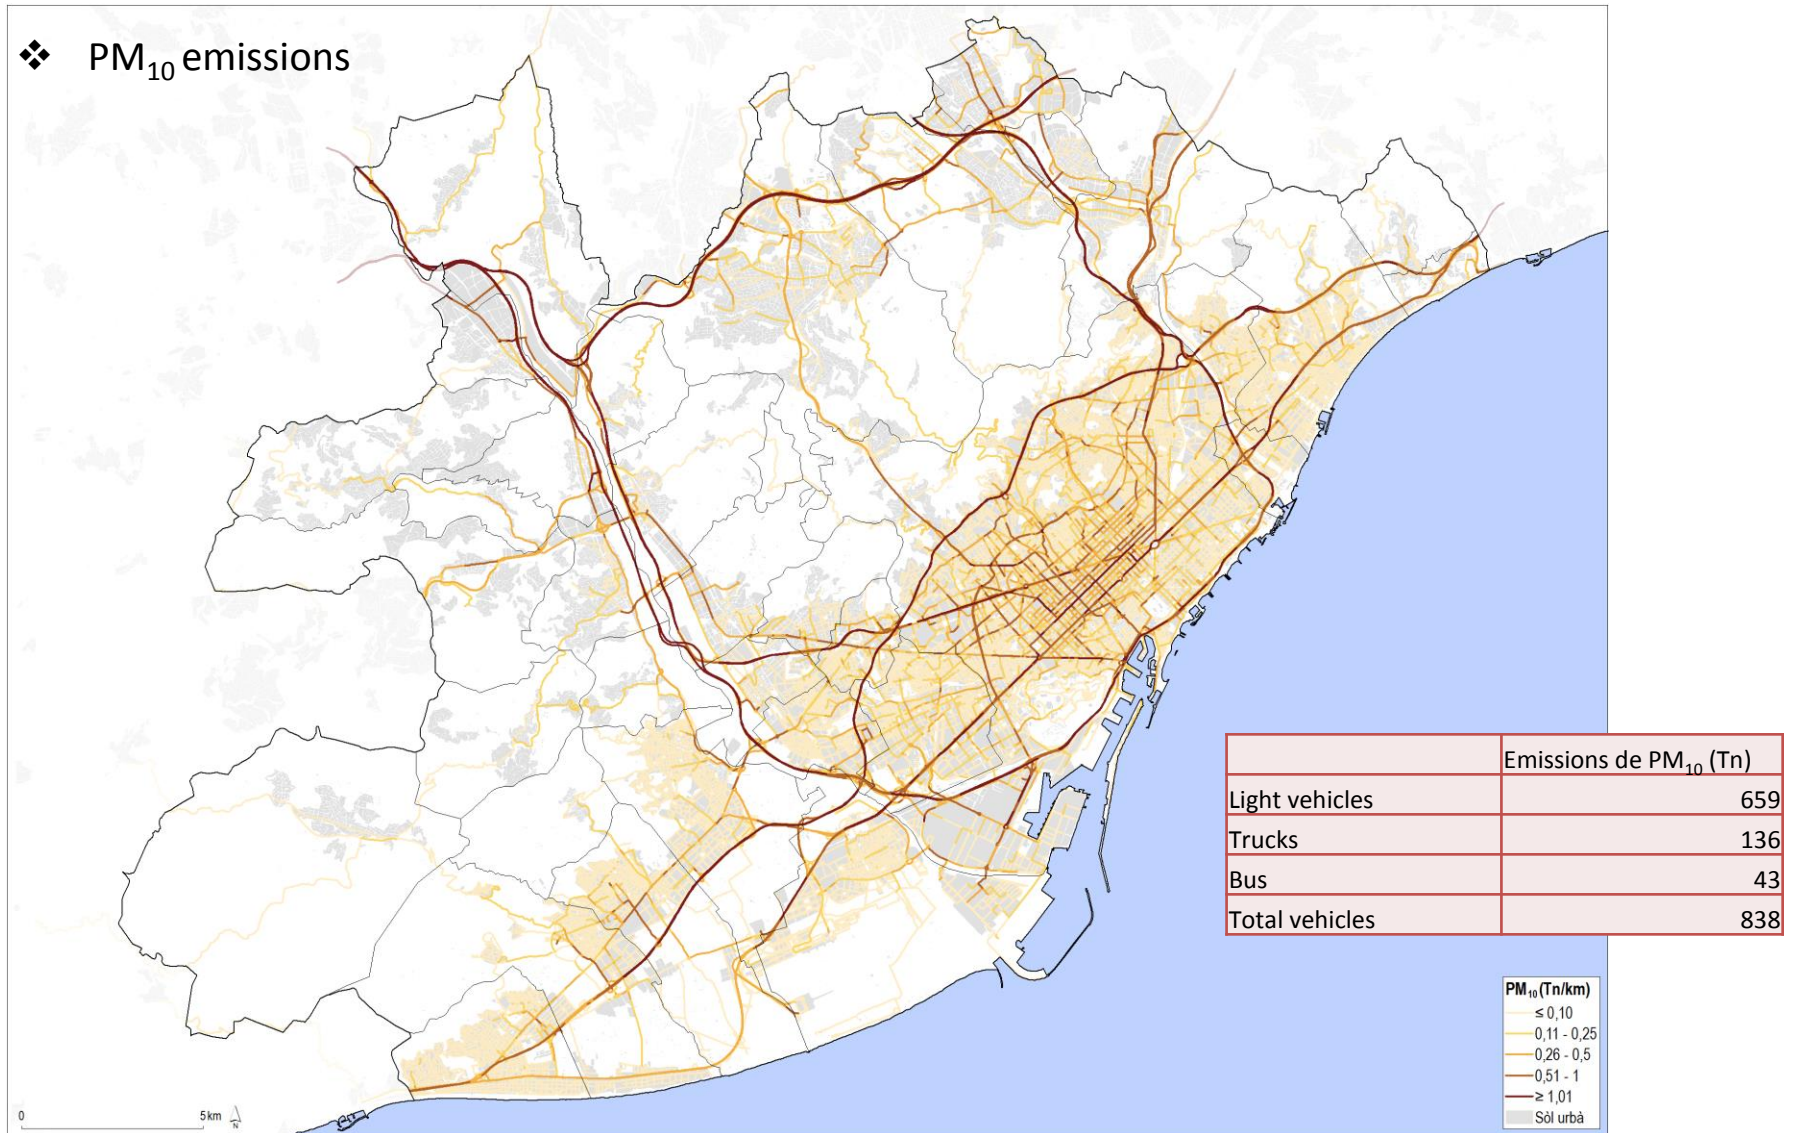 ❖ PM₁₀ emissions
Emissions de PM₁₀ (Tn)
Light vehicles 659
Trucks 136
Bus 43
Total vehicles 838
PM₁₀ (Tn/km)
≤ 0,10
0,11 - 0,25
0,26 - 0,5
0,51 - 1
≥ 1,01
Sòl urbà
0 5 km
N